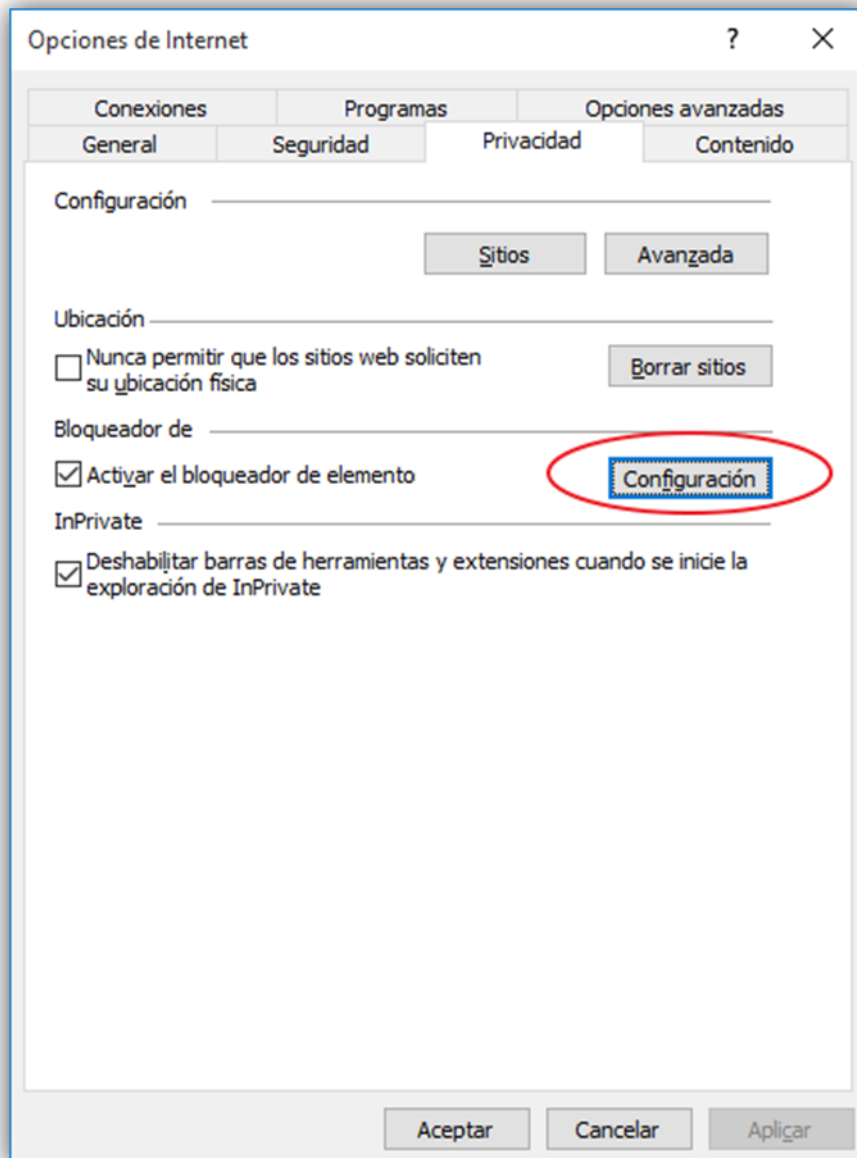 Opciones de Internet
Conexiones Programas Opciones avanzadas
General Seguridad Privacidad Contenido
Configuración
Sitios Avanzada
Ubicación
Nunca permitir que los sitios web soliciten
su ubicación física
Borrar sitios
Bloqueador de
Activar el bloqueador de elemento
Configuración
InPrivate
Deshabilitar barras de herramientas y extensiones cuando se inicie la
exploración de InPrivate
Aceptar Cancelar Aplicar